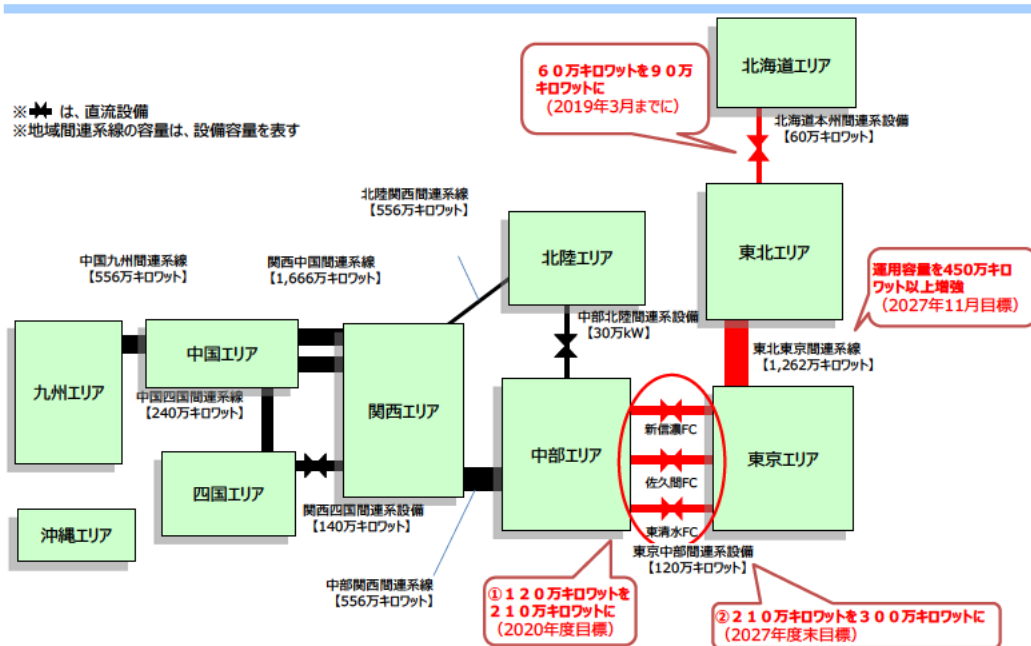 北海道エリア
６０万キロワットを９０万
キロワットに
（2019年3月までに）
※ は、直流設備
※地域間連系線の容量は、設備容量を表す
北海道本州間連系設備
【60万キロワット】
北陸関西間連系線
【556万キロワット】
北陸エリア
東北エリア
中国九州間連系線
【556万キロワット】
関西中国間連系線
【1,666万キロワット】
運用容量を450万キロ
ワット以上増強
（2027年11月目標）
中部北陸間連系設備
【30万kW】
東北東京間連系線
【1,262万キロワット】
九州エリア
中国エリア
中国四国間連系線
【240万キロワット】
関西エリア
中部エリア
新信濃FC
佐久間FC
東清水FC
東京エリア
四国エリア
関西四国間連系設備
【140万キロワット】
沖縄エリア
東京中部間連系設備
【120万キロワット】
中部関西間連系線
【556万キロワット】
①１２０万キロワットを
２１０万キロワットに
（2020年度目標）
②２１０万キロワットを３００万キロワットに
（2027年度末目標）